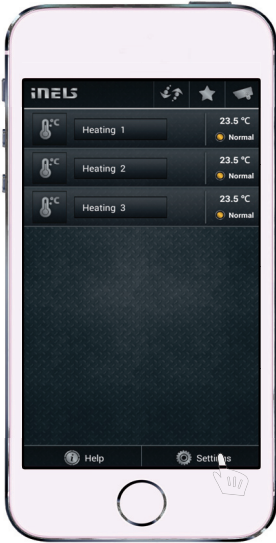 iNELS
°C Heating 1 23.5 °C
Normal
°C Heating 2 23.5 °C
Normal
°C Heating 3 23.5 °C
Normal
Help Settings